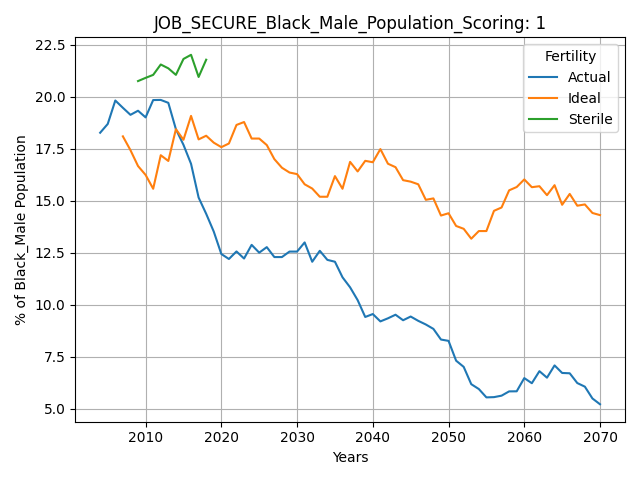 JOB_SECURE_Black_Male_Population_Scoring: 1
% of Black_Male Population
22.5
20.0
17.5
15.0
12.5
10.0
7.5
5.0
Fertility
Actual
Ideal
Sterile
2010
2020
2030
2040
2050
2060
2070
Years